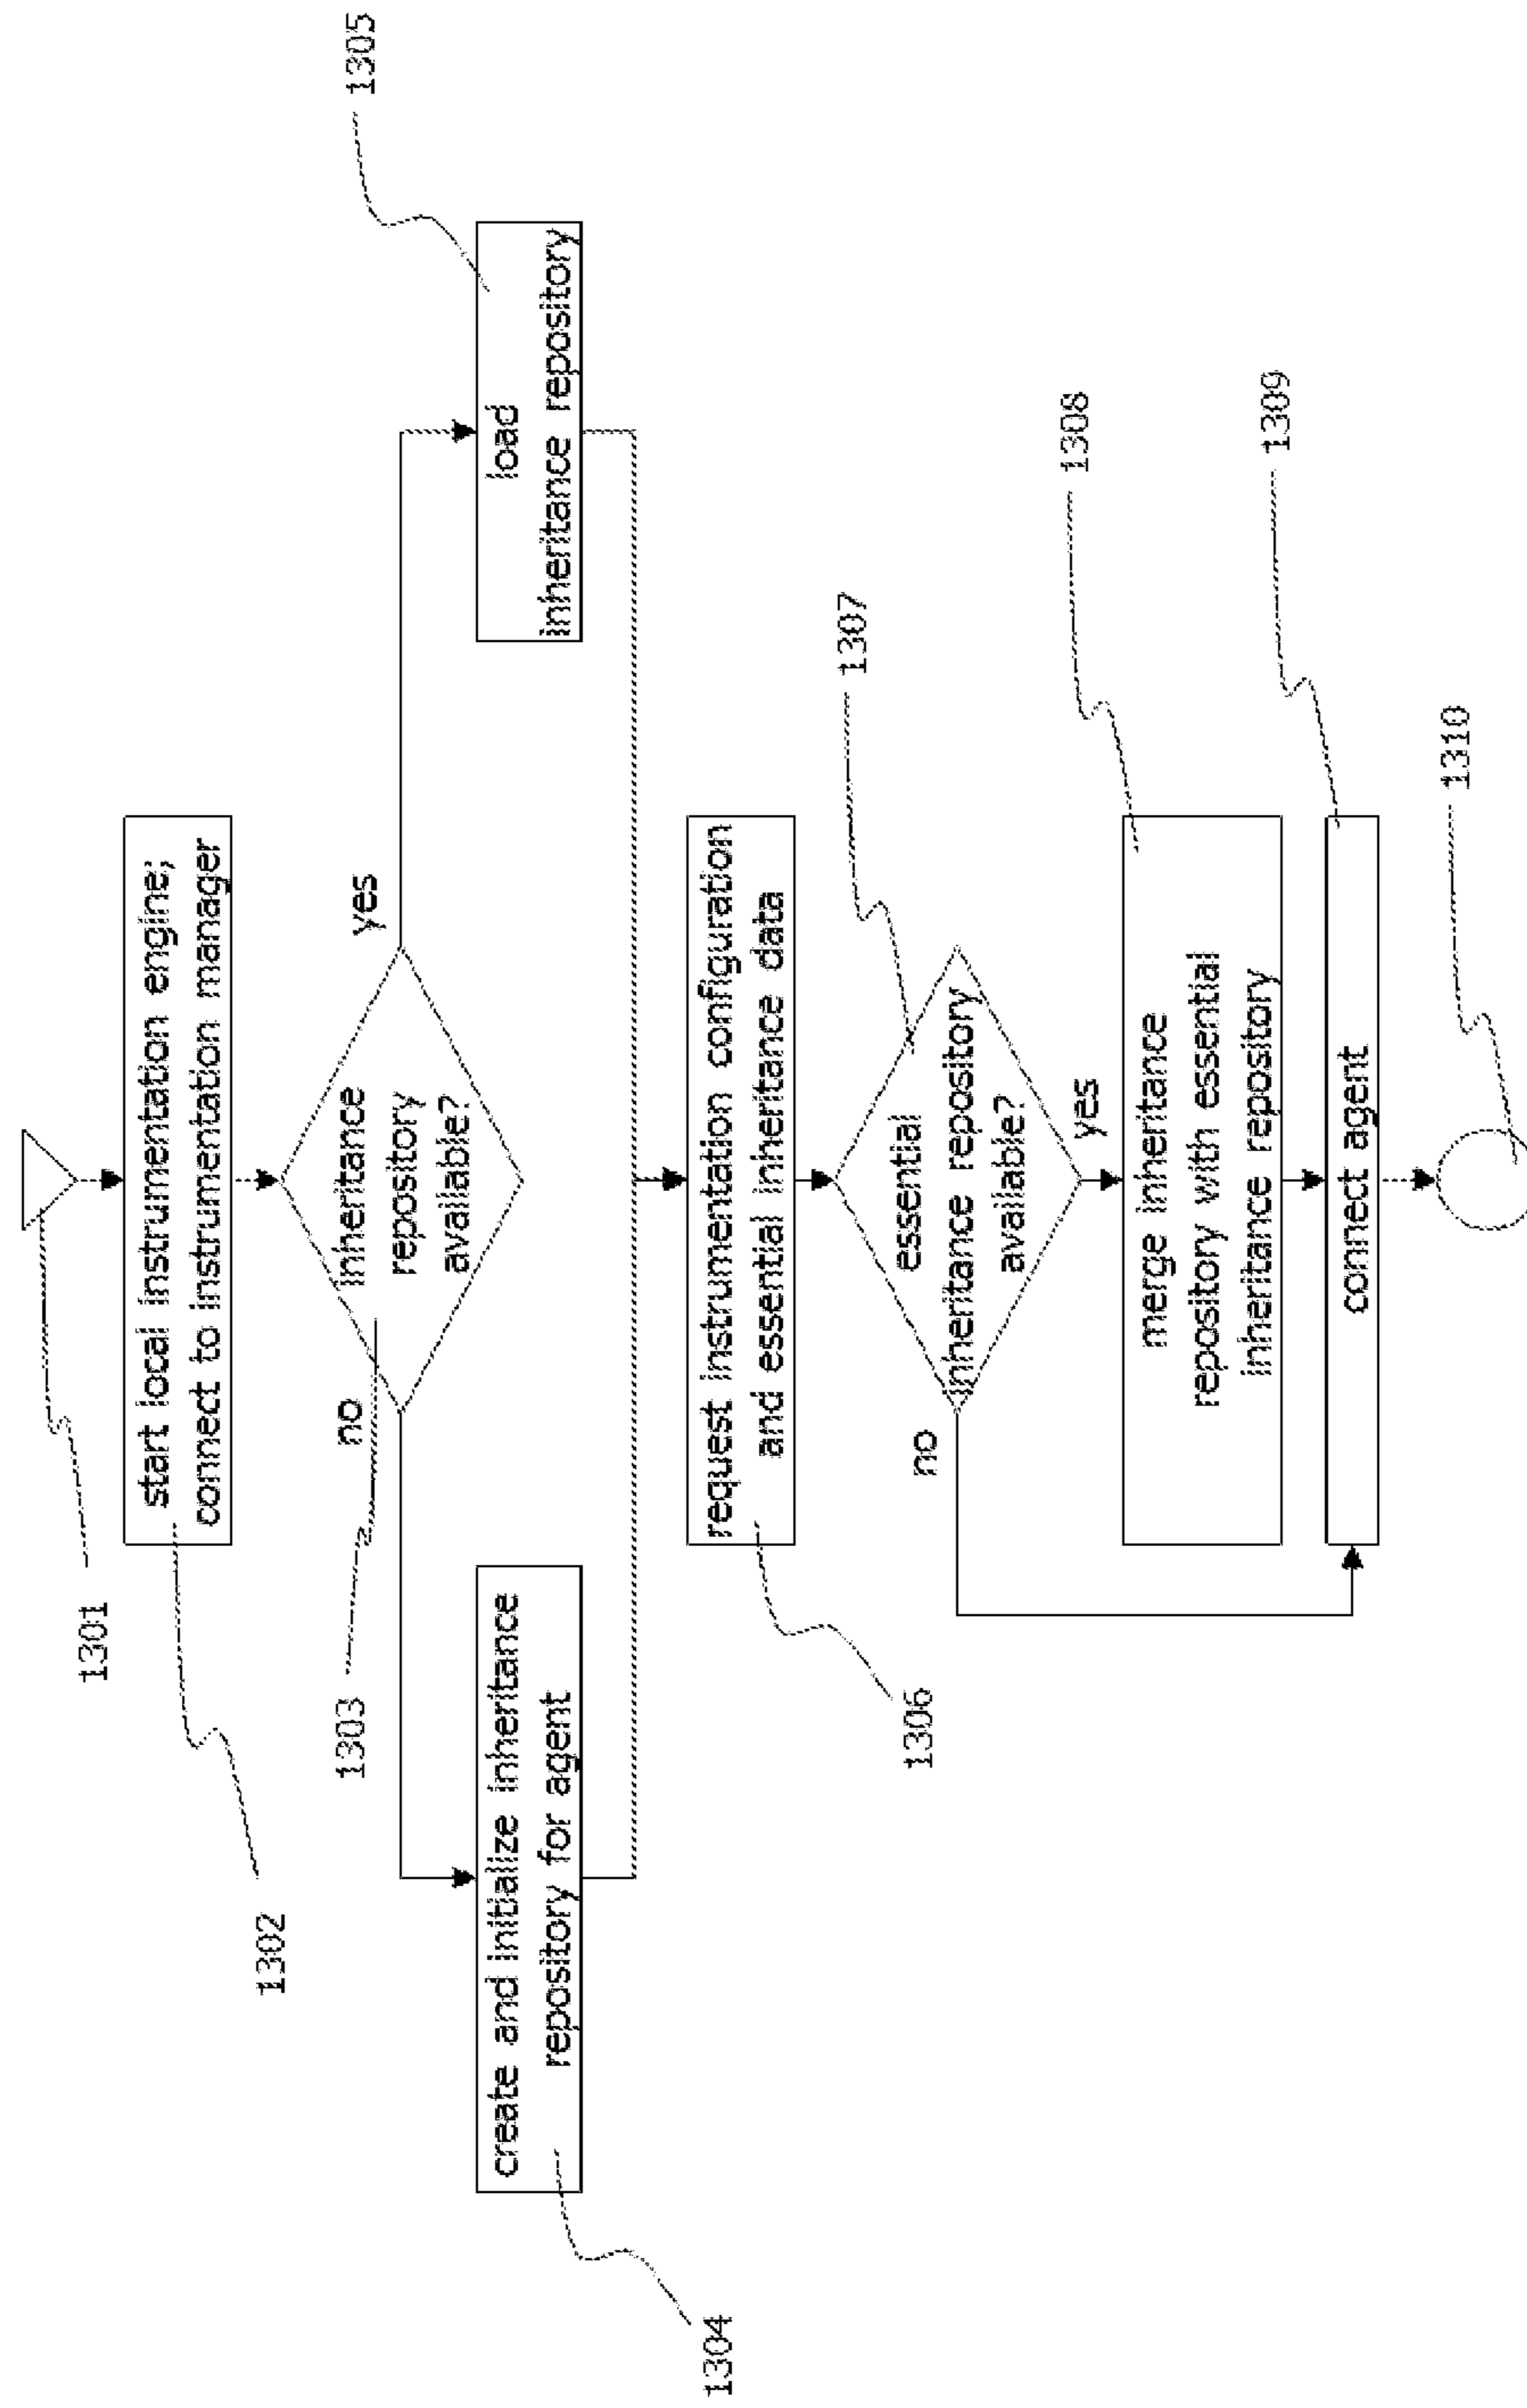 1301
start local instrumentation engine;
connect to instrumentation manager
1302
inheritance
repository
available?
no
yes
1303
create and initialize inheritance
repository for agent
1304
load
inheritance repository
1305
request instrumentation configuration
and essential inheritance data
1306
essential
inheritance repository
available?
no
yes
1307
merge inheritance
repository with essential
inheritance repository
1308
connect agent
1309
1310